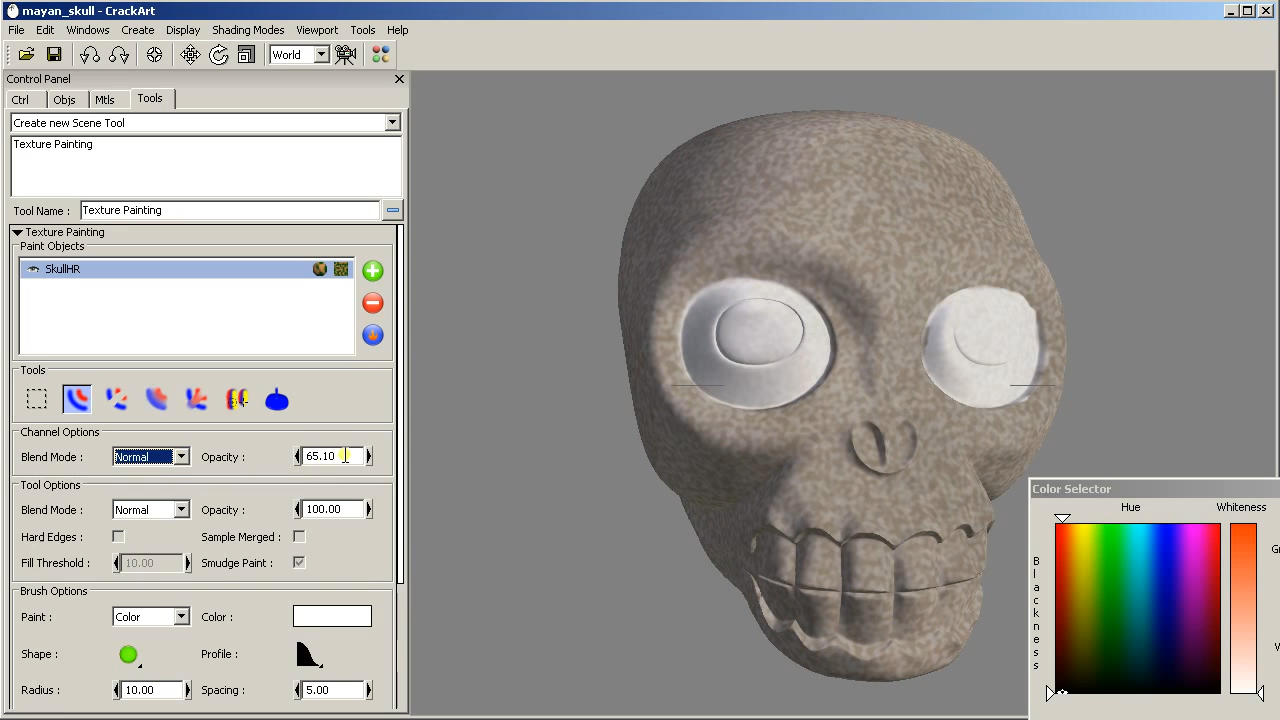 mayan_skull - CrackArt
File Edit Windows Create Display Shading Modes Viewport Tools Help
World
Control Panel
Ctrl Objs Mtls Tools
Create new Scene Tool
Texture Painting
Tool Name : Texture Painting
Texture Painting
Paint Objects
SkullHR
Tools
Channel Options
Blend Mode : Normal Opacity : 65.10
Color Selector
Tool Options
Hue Whiteness
Blend Mode : Normal Opacity : 100.00
Hard Edges : Sample Merged :
Fill Threshold : 10.00 Smudge Paint :
Blackness
Brush Options
Paint : Color Color :
Shape : Profile :
Radius : 10.00 Spacing : 5.00